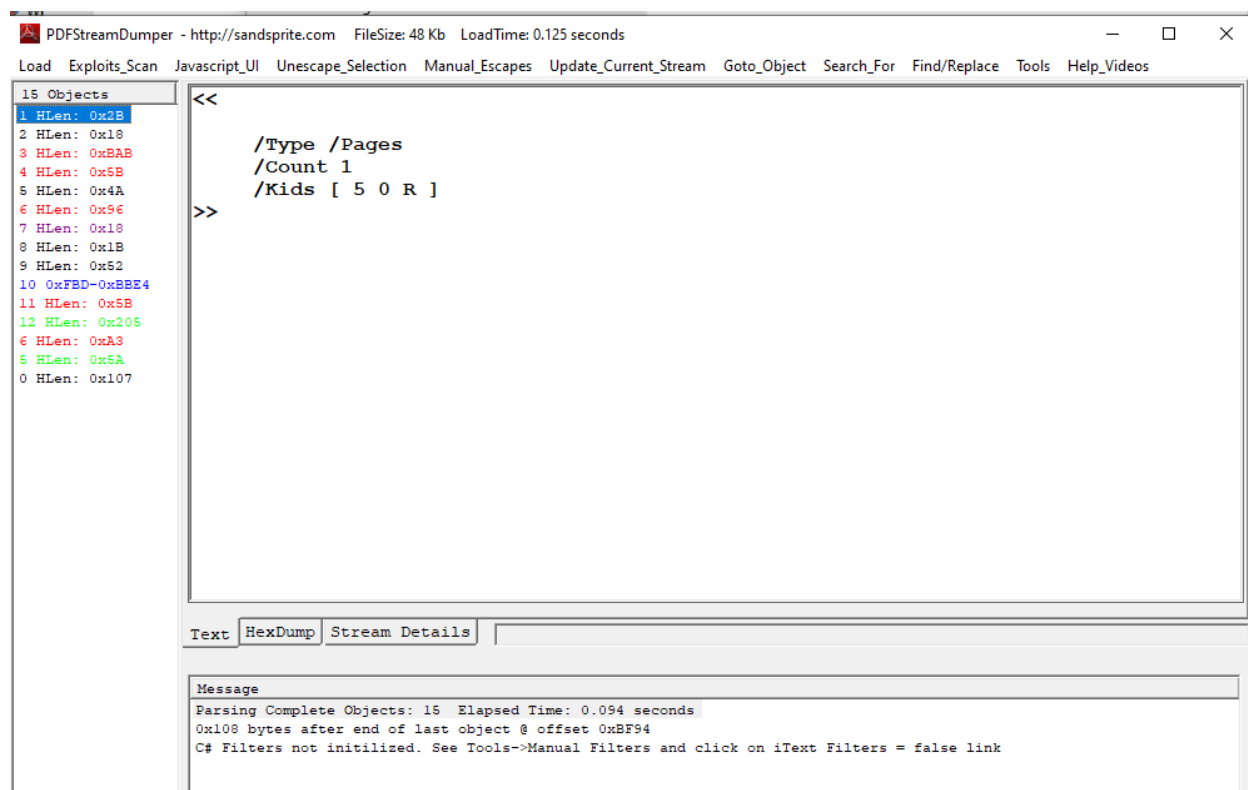 PDFStreamDumper - http://sandsprite.com FileSize: 48 Kb LoadTime: 0.125 seconds
Load Exploits_Scan Javascript_UI Unescape_Selection Manual_Escapes Update_Current_Stream Goto_Object Search_For Find/Replace Tools Help_Videos
15 Objects
1 HLen: 0x2B
2 HLen: 0x18
3 HLen: 0xBAB
4 HLen: 0x5B
5 HLen: 0x4A
6 HLen: 0x96
7 HLen: 0x18
8 HLen: 0x1B
9 HLen: 0x52
10 0xFBD-0xBBE4
11 HLen: 0x5B
12 HLen: 0x205
6 HLen: 0xA3
5 HLen: 0x5A
0 HLen: 0x107
<<
/Type /Pages
/Count 1
/Kids [ 5 0 R ]
>>
Text HexDump Stream Details
Message
Parsing Complete Objects: 15 Elapsed Time: 0.094 seconds
0x108 bytes after end of last object @ offset 0xBF94
C# Filters not initilized. See Tools->Manual Filters and click on iText Filters = false link